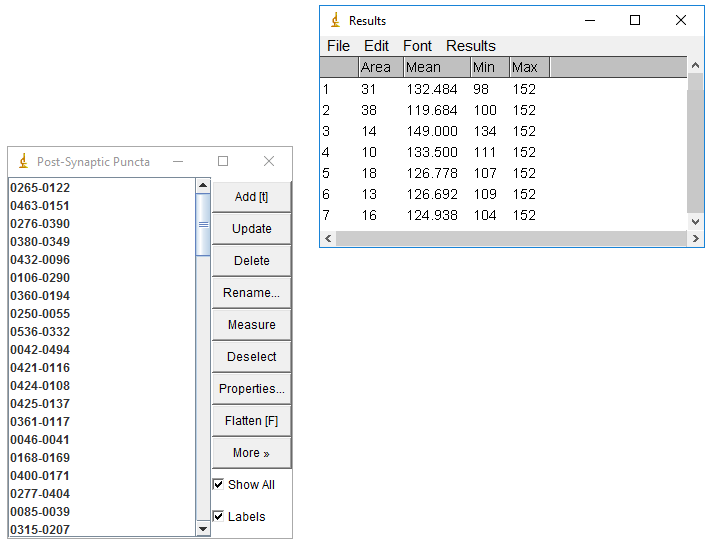 Results
File Edit Font Results
Area Mean Min Max
1 31 132.484 98 152
2 38 119.684 100 152
3 14 149.000 134 152
4 10 133.500 111 152
5 18 126.778 107 152
6 13 126.692 109 152
7 16 124.938 104 152
Post-Synaptic Puncta
0265-0122
0463-0151
0276-0390
0380-0349
0432-0096
0106-0290
0360-0194
0250-0055
0536-0332
0042-0494
0421-0116
0424-0108
0425-0137
0361-0117
0046-0041
0168-0169
0400-0171
0277-0404
0085-0039
0315-0207
Add [t]
Update
Delete
Rename...
Measure
Deselect
Properties...
Flatten [F]
More »
Show All
Labels